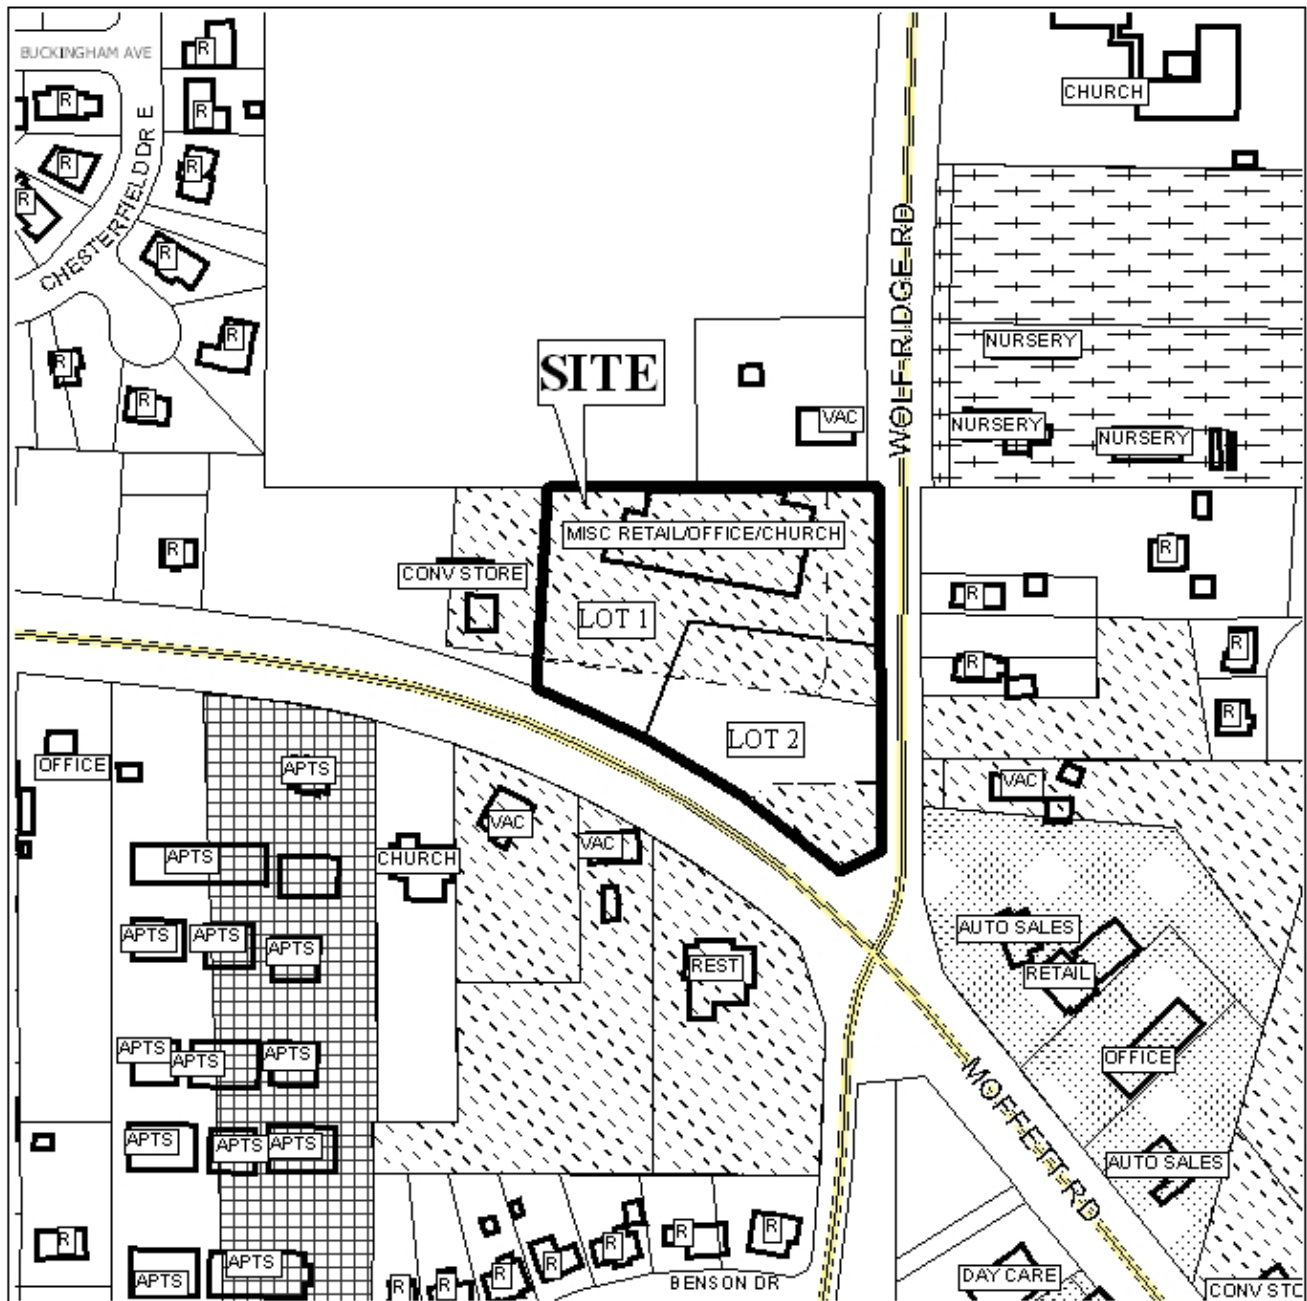 BUCKINGHAM AVE
R
R
R
R
R
R
R
CHESTERFIELD DR E
R
R
R
R
CHURCH
WOLF RIDGE RD
NURSERY
NURSERY
NURSERY
SITE
VAC
MISC RETAIL/OFFICE/CHURCH
CONV STORE
R
LOT 1
LOT 2
R
R
R
R
R
VAC
OFFICE
APTS
VAC
VAC
CHURCH
APTS
APTS
APTS
APTS
REST
AUTO SALES
RETAIL
OFFICE
APTS
APTS
APTS
MOFFETT RD
APTS
APTS
APTS
AUTO SALES
R
APTS
APTS
R
R
R
R
R
R
R
BENSON DR
DAY CARE
CONV STO